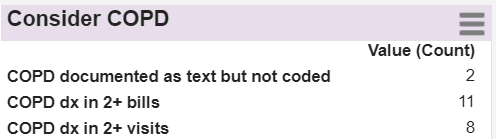 Consider COPD
Value (Count)
COPD documented as text but not coded 2
COPD dx in 2+ bills 11
COPD dx in 2+ visits 8